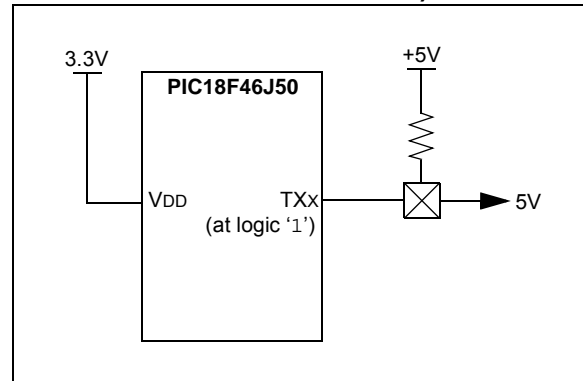 3.3V
+5V
PIC18F46J50
VDD
TXX
5V
(at logic ‘1’)